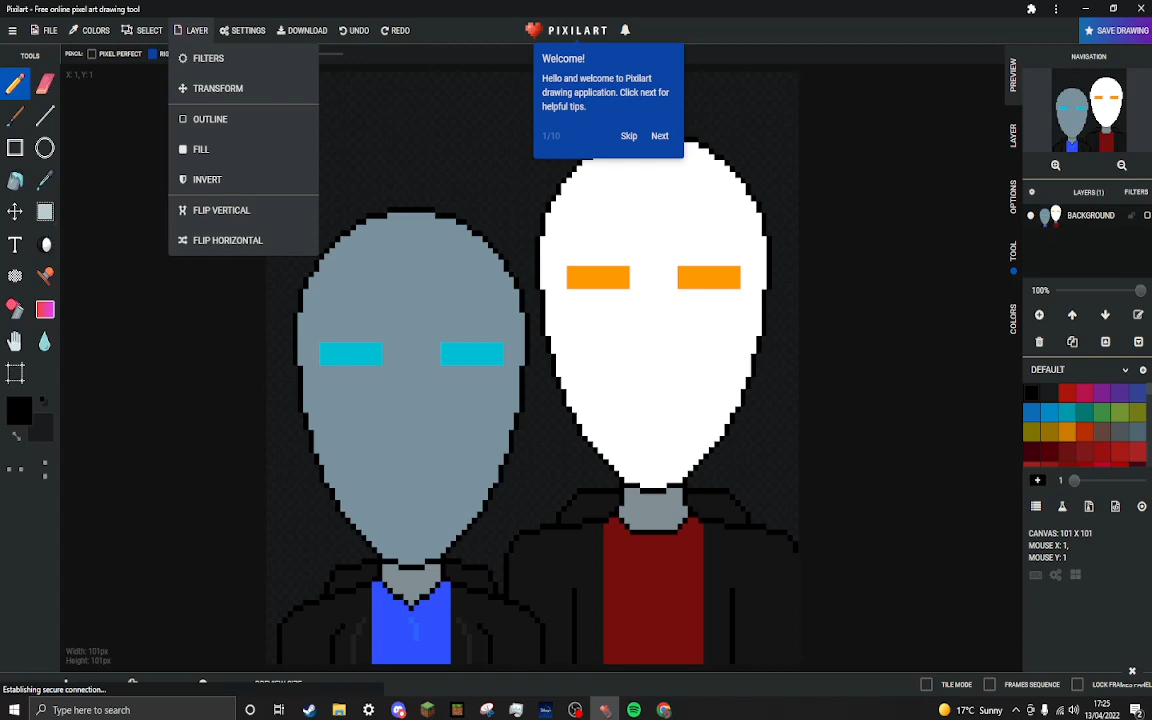 Pixilart - Free online pixel art drawing tool
FILE COLORS SELECT LAYER SETTINGS DOWNLOAD UNDO REDO
PIXILART
SAVE DRAWING
TOOLS
PENCIL: PIXEL PERFECT
X: 1, Y: 1
FILTERS
TRANSFORM
OUTLINE
FILL
INVERT
FLIP VERTICAL
FLIP HORIZONTAL
Welcome!
Hello and welcome to Pixilart
drawing application. Click next for
helpful tips.
1/10 Skip Next
PREVIEW
LAYER
OPTIONS
TOOL
COLORS
NAVIGATION
LAYERS (1) FILTERS
BACKGROUND
100%
DEFAULT
1
CANVAS: 101 X 101
MOUSE X: 1,
MOUSE Y: 1
Width: 101px
Height: 101px
Establishing secure connection...
TILE MODE FRAMES SEQUENCE
Type here to search
17°C Sunny
17:25
13/04/2022